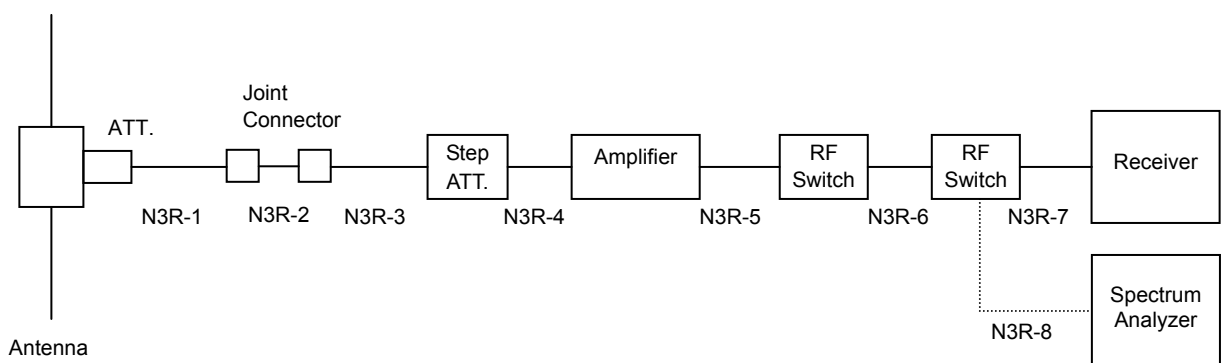 Joint
Connector
ATT.
Step
ATT.
Amplifier
RF
Switch
RF
Switch
Receiver
N3R-1
N3R-2
N3R-3
N3R-4
N3R-5
N3R-6
N3R-7
Spectrum
Analyzer
N3R-8
Antenna